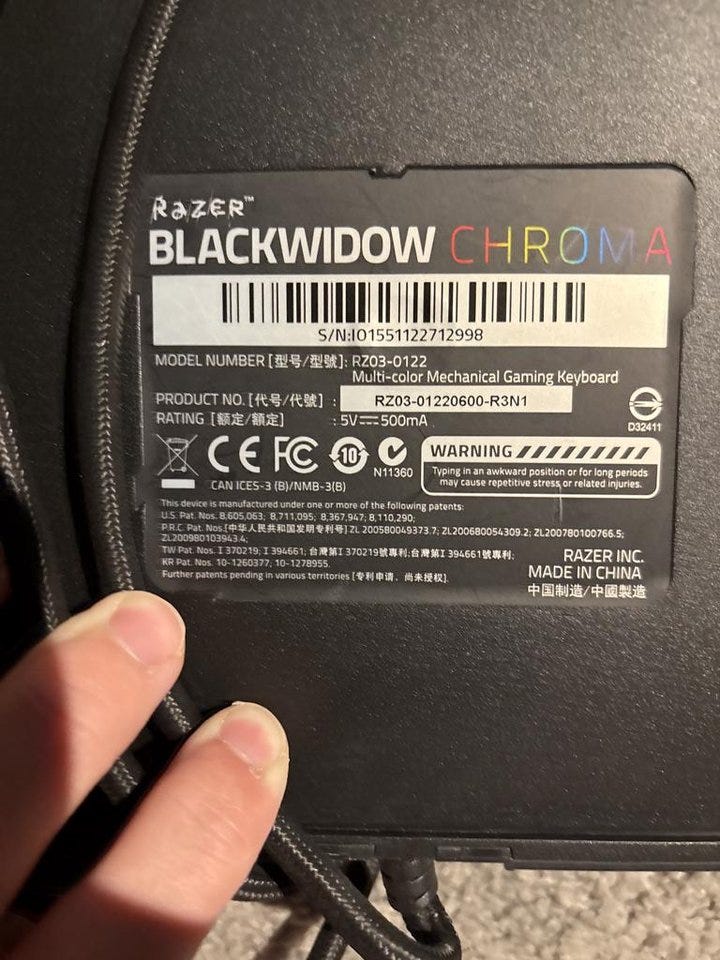 RAZER™
BLACKWIDOW CHROMA
S/N:IO1551122712998
MODEL NUMBER [型号/型號]: RZ03-0122
Multi-color Mechanical Gaming Keyboard
PRODUCT NO. [代号/代號] : RZ03-01220600-R3N1
RATING [额定/額定] : 5V⎓500mA
D32411
CE FC 10 N11360
CAN ICES-3 (B)/NMB-3(B)
WARNING
Typing in an awkward position or for long periods
may cause repetitive stress or related injuries.
This device is manufactured under one or more of the following patents:
U.S. Pat. Nos. 8,605,063; 8,711,095; 8,367,947; 8,110,290;
P.R.C. Pat. Nos.[中华人民共和国发明专利号] ZL 200580049373.7; ZL200680054309.2; ZL200780100766.5;
ZL200980103943.4;
TW Pat. Nos. I 370219; I 394661; 台灣第I 370219號專利;台灣第I 394661號專利;
KR Pat. Nos. 10-1260377; 10-1278955.
Further patents pending in various territories [专利申请，尚未授权].
RAZER INC.
MADE IN CHINA
中国制造/中國製造